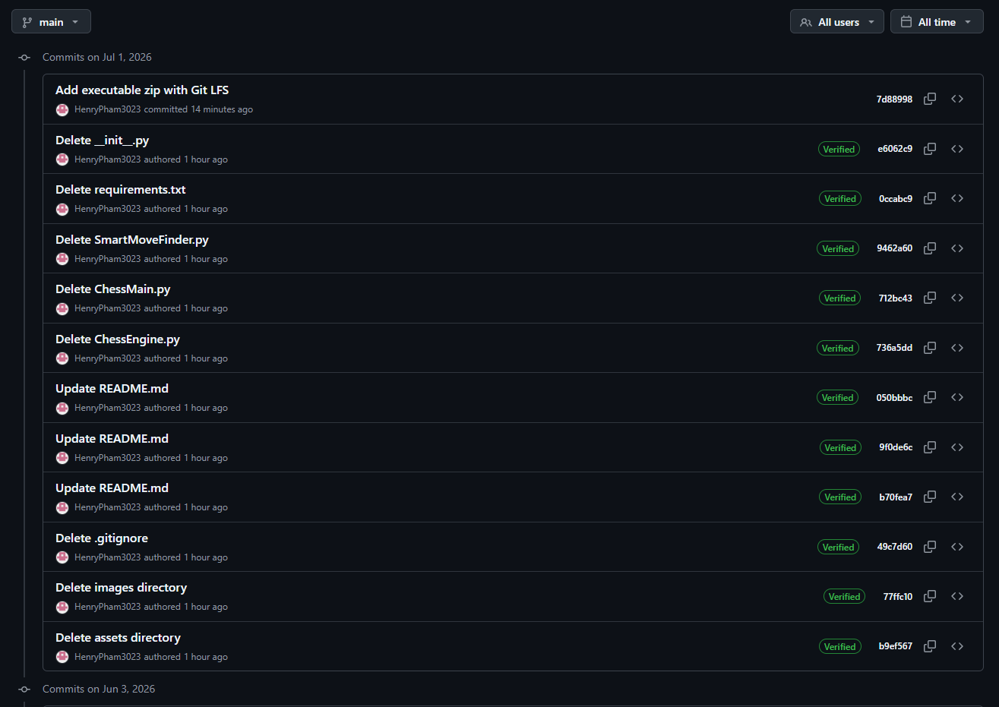 main
All users
All time
Commits on Jul 1, 2026
Add executable zip with Git LFS
HenryPham3023 committed 14 minutes ago
7d88998
Delete __init__.py
HenryPham3023 authored 1 hour ago
Verified
e6062c9
Delete requirements.txt
HenryPham3023 authored 1 hour ago
Verified
0ccabc9
Delete SmartMoveFinder.py
HenryPham3023 authored 1 hour ago
Verified
9462a60
Delete ChessMain.py
HenryPham3023 authored 1 hour ago
Verified
712bc43
Delete ChessEngine.py
HenryPham3023 authored 1 hour ago
Verified
736a5dd
Update README.md
HenryPham3023 authored 1 hour ago
Verified
050bbbc
Update README.md
HenryPham3023 authored 1 hour ago
Verified
9f0de6c
Update README.md
HenryPham3023 authored 1 hour ago
Verified
b70fea7
Delete .gitignore
HenryPham3023 authored 1 hour ago
Verified
49c7d60
Delete images directory
HenryPham3023 authored 1 hour ago
Verified
77ffc10
Delete assets directory
HenryPham3023 authored 1 hour ago
Verified
b9ef567
Commits on Jun 3, 2026